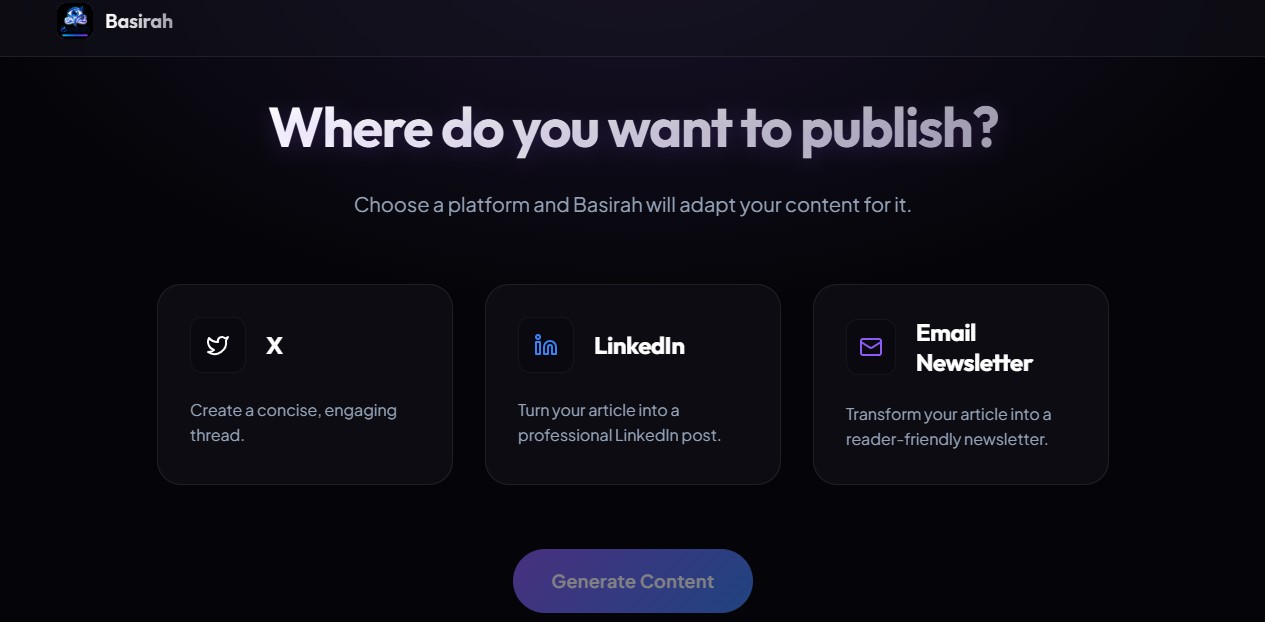 Basirah
Where do you want to publish?
Choose a platform and Basirah will adapt your content for it.
X
Create a concise, engaging
thread.
LinkedIn
Turn your article into a
professional LinkedIn post.
Email
Newsletter
Transform your article into a
reader-friendly newsletter.
Generate Content